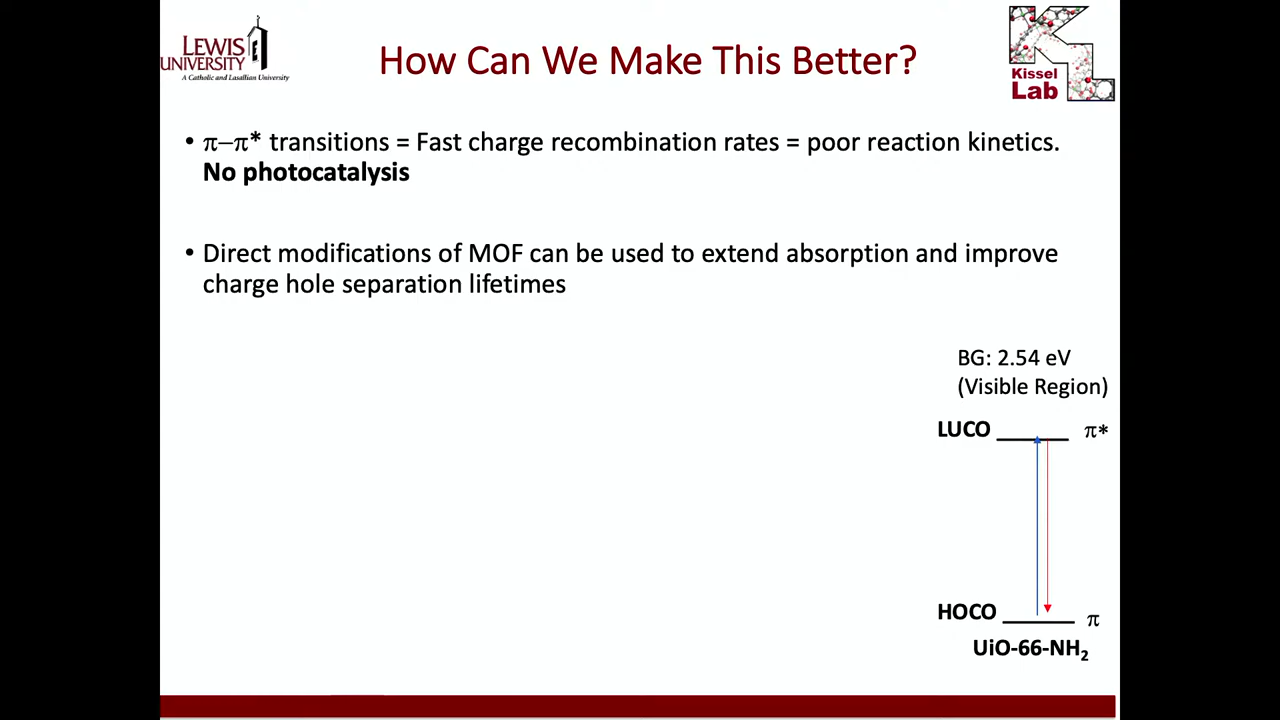 LEWIS
UNIVERSITY
A Catholic and Lasallian University
How Can We Make This Better?
Kissel
Lab
• π–π* transitions = Fast charge recombination rates = poor reaction kinetics.
No photocatalysis
• Direct modifications of MOF can be used to extend absorption and improve
charge hole separation lifetimes
BG: 2.54 eV
(Visible Region)
LUCO π*
HOCO π
UiO-66-NH₂